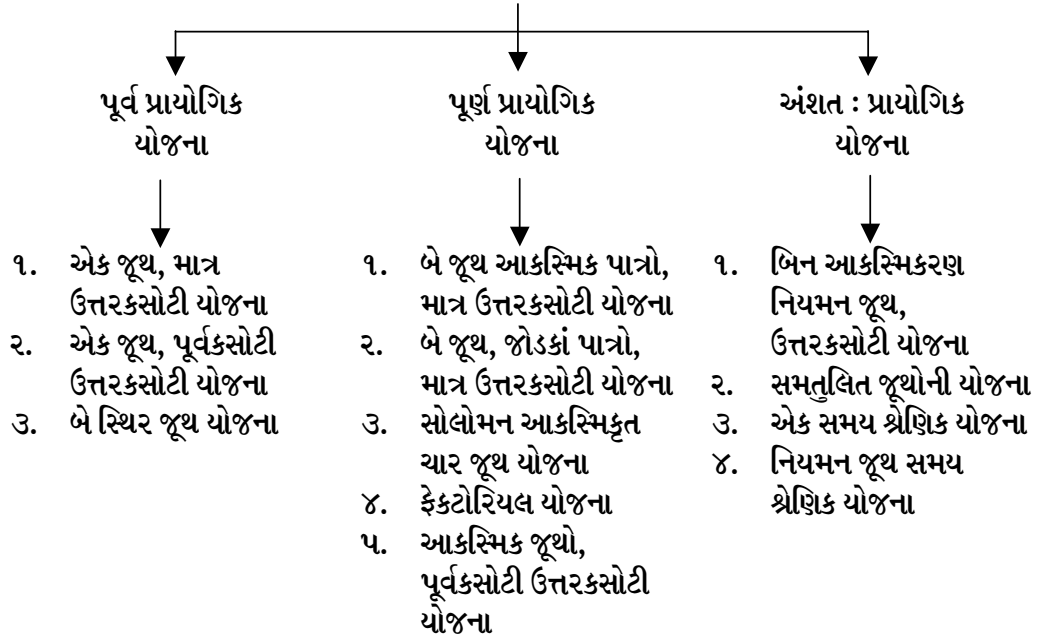 પૂર્વ પ્રાયોગિક
યોજના
૧. એક જૂથ, માત્ર
ઉત્તરકસોટી યોજના
૨. એક જૂથ, પૂર્વકસોટી
ઉત્તરકસોટી યોજના
૩. બે સ્થિર જૂથ યોજના
પૂર્ણ પ્રાયોગિક
યોજના
૧. બે જૂથ આકસ્મિક પાત્રો,
માત્ર ઉત્તરકસોટી યોજના
૨. બે જૂથ, જોડકાં પાત્રો,
માત્ર ઉત્તરકસોટી યોજના
૩. સોલોમન આકસ્મિકૃત
ચાર જૂથ યોજના
૪. ફેકટોરિયલ યોજના
૫. આકસ્મિક જૂથો,
પૂર્વકસોટી ઉત્તરકસોટી
યોજના
અંશત : પ્રાયોગિક
યોજના
૧. બિન આકસ્મિકરણ
નિયમન જૂથ,
ઉત્તરકસોટી યોજના
૨. સમતુલિત જૂથોની યોજના
૩. એક સમય શ્રેણિક યોજના
૪. નિયમન જૂથ સમય
શ્રેણિક યોજના